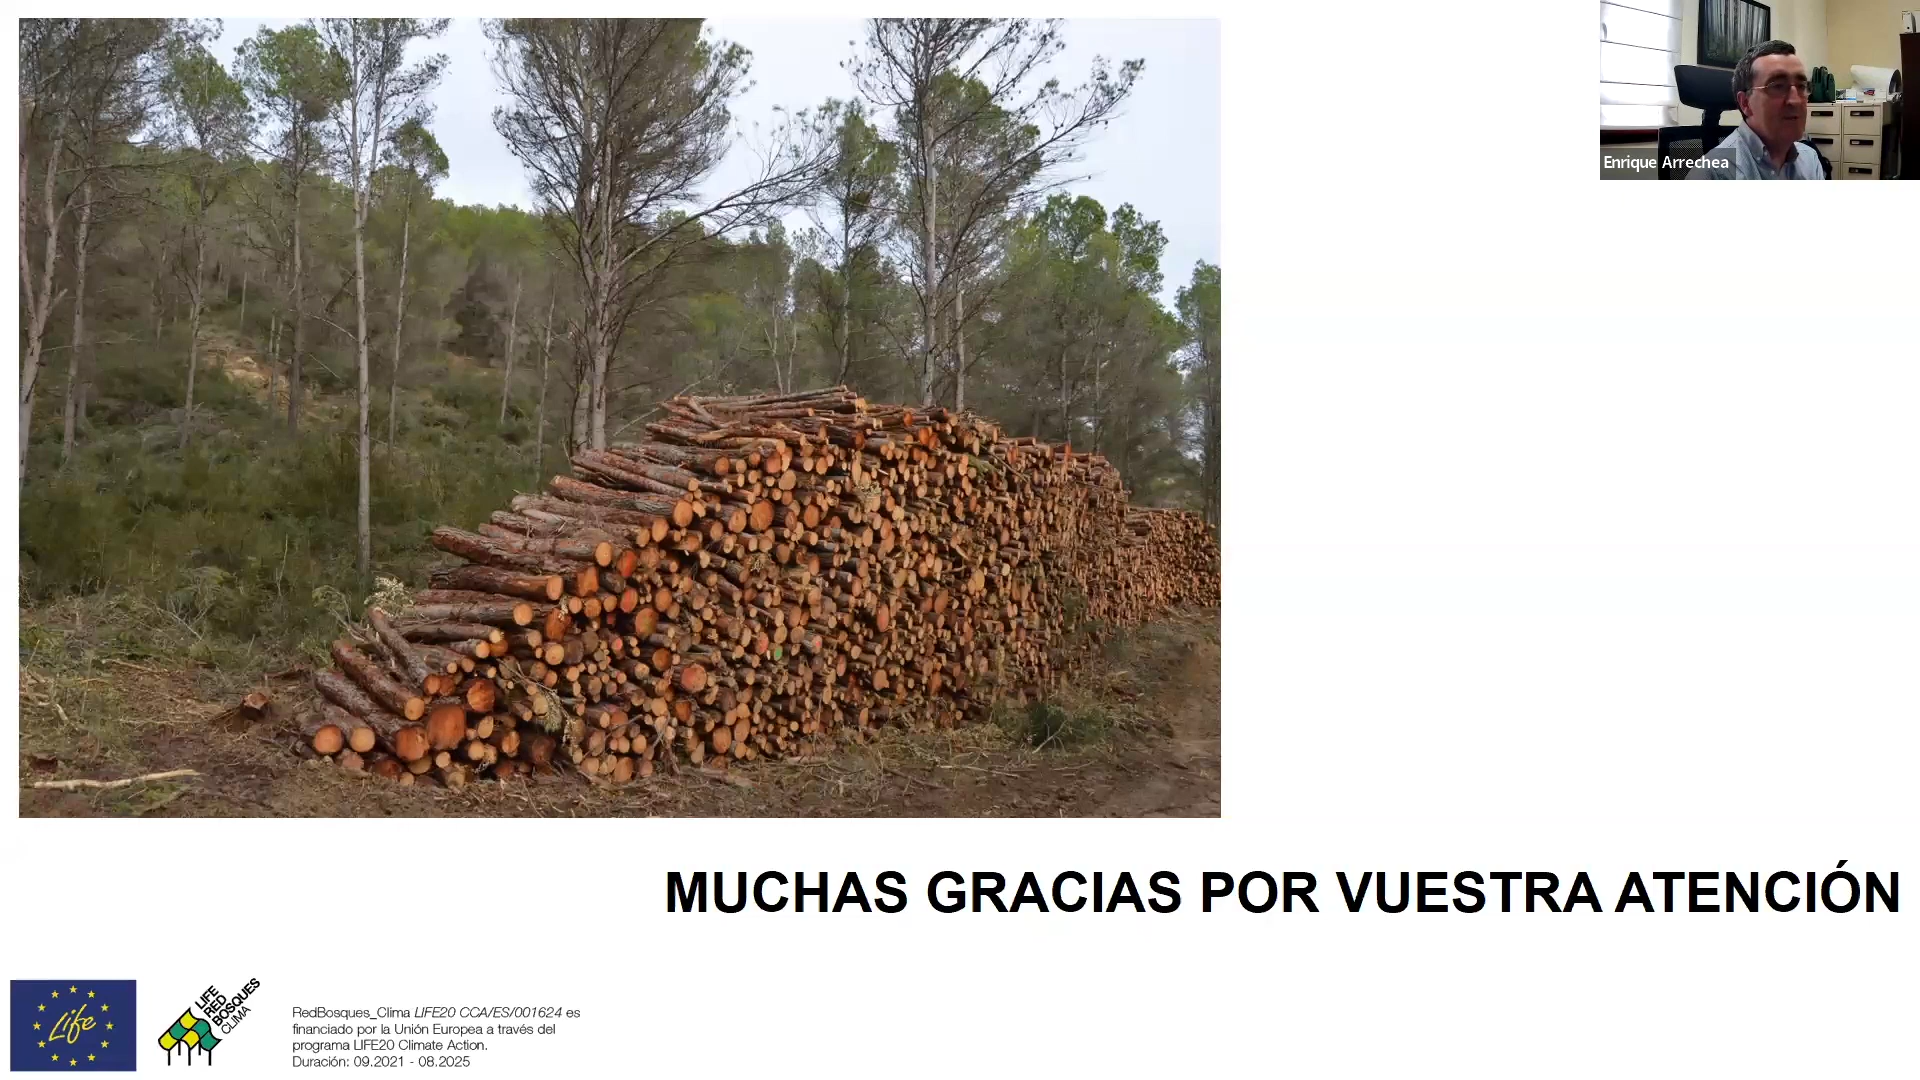 Enrique Arrechea
MUCHAS GRACIAS POR VUESTRA ATENCIÓN
Life
LIFE
RED
BOSQUES
CLIMA
RedBosques_Clima LIFE20 CCA/ES/001624 es
financiado por la Unión Europea a través del
programa LIFE20 Climate Action.
Duración: 09.2021 - 08.2025